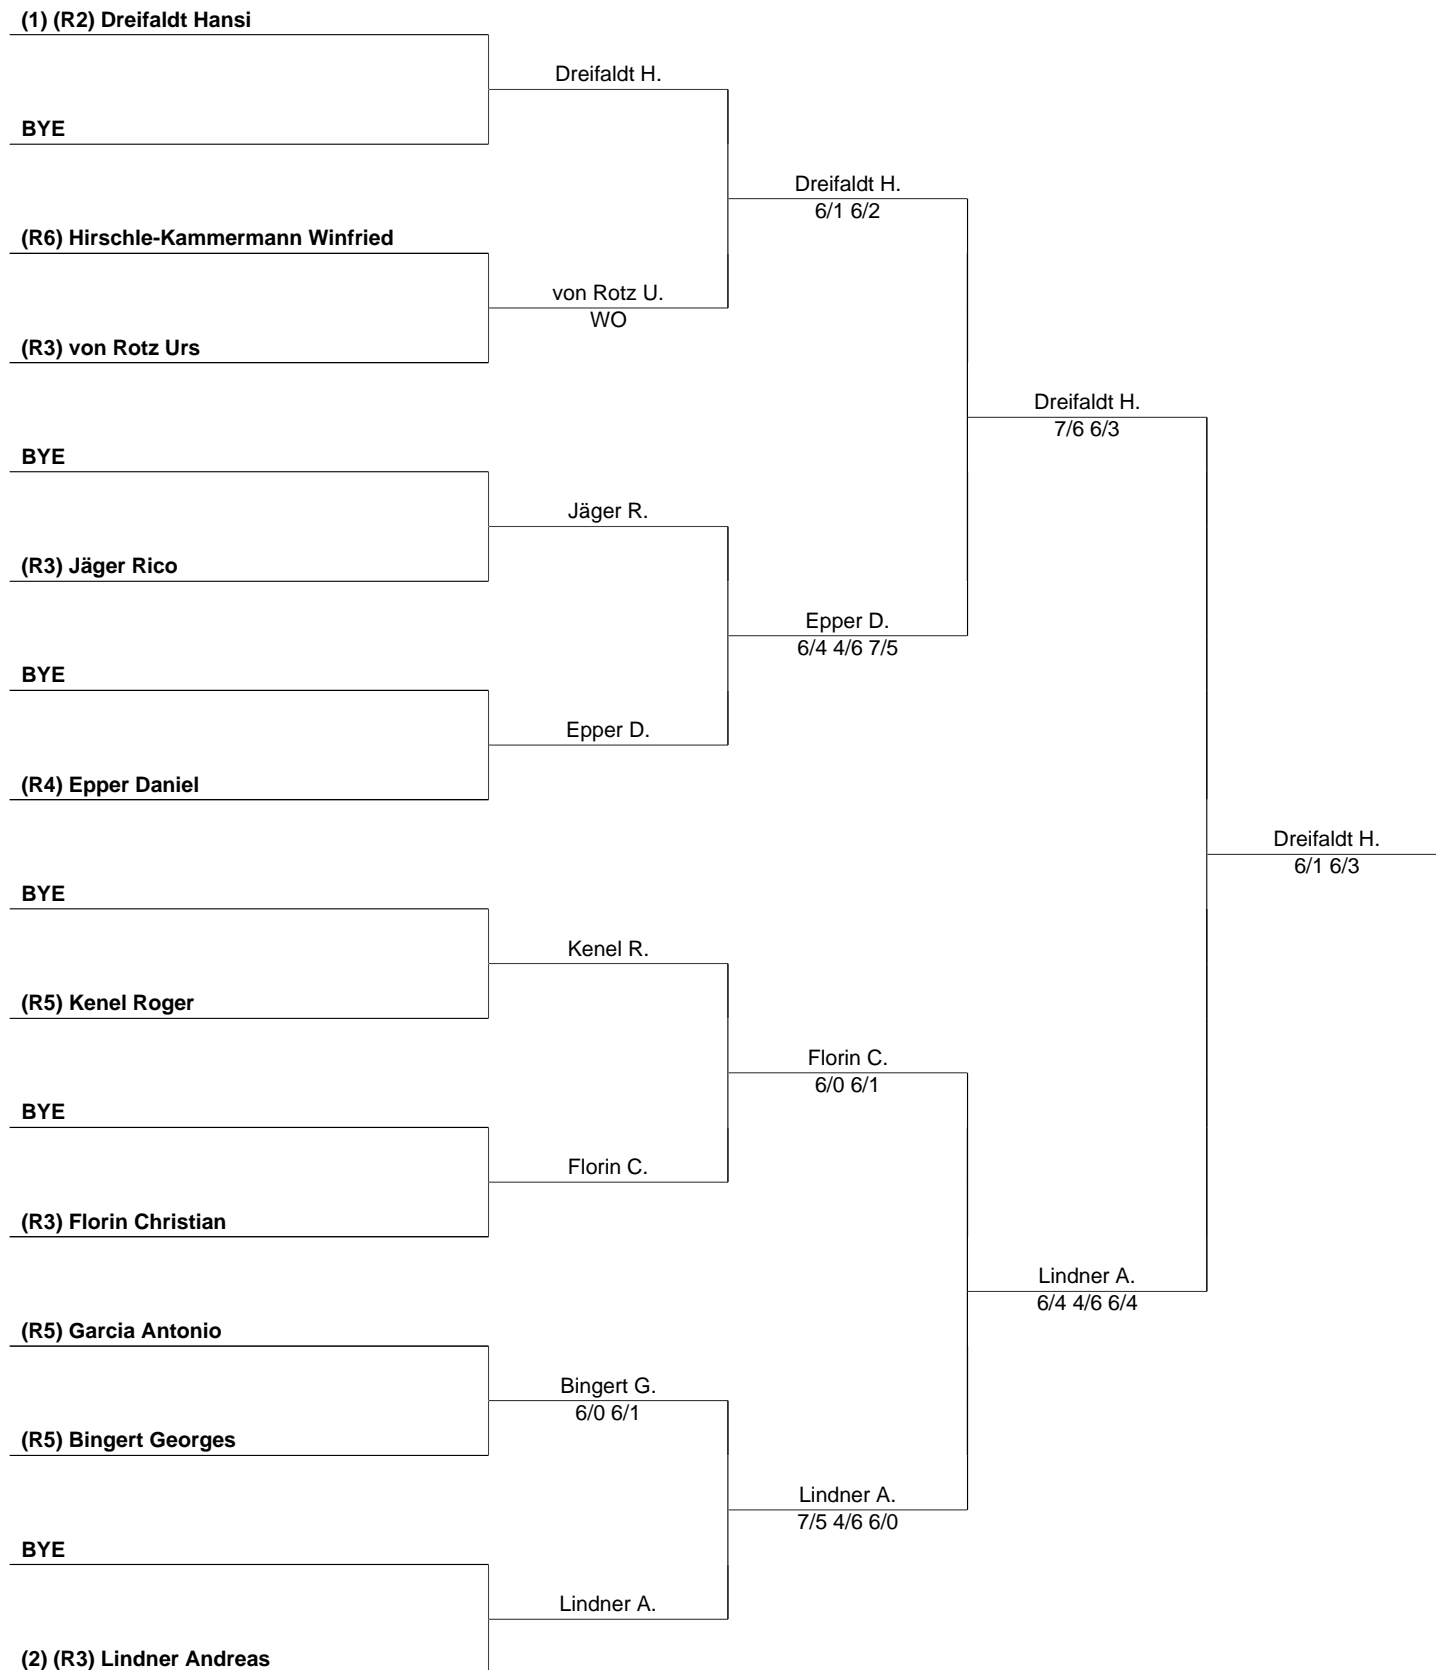 (1) (R2) Dreifaldt Hansi
Dreifaldt H.
BYE
Dreifaldt H.
6/1 6/2
(R6) Hirschle-Kammermann Winfried
von Rotz U.
WO
(R3) von Rotz Urs
Dreifaldt H.
7/6 6/3
BYE
Jäger R.
(R3) Jäger Rico
Epper D.
6/4 4/6 7/5
BYE
Epper D.
(R4) Epper Daniel
Dreifaldt H.
6/1 6/3
BYE
Kenel R.
(R5) Kenel Roger
Florin C.
6/0 6/1
BYE
Florin C.
(R3) Florin Christian
Lindner A.
6/4 4/6 6/4
(R5) Garcia Antonio
Bingert G.
6/0 6/1
(R5) Bingert Georges
Lindner A.
7/5 4/6 6/0
BYE
Lindner A.
(2) (R3) Lindner Andreas